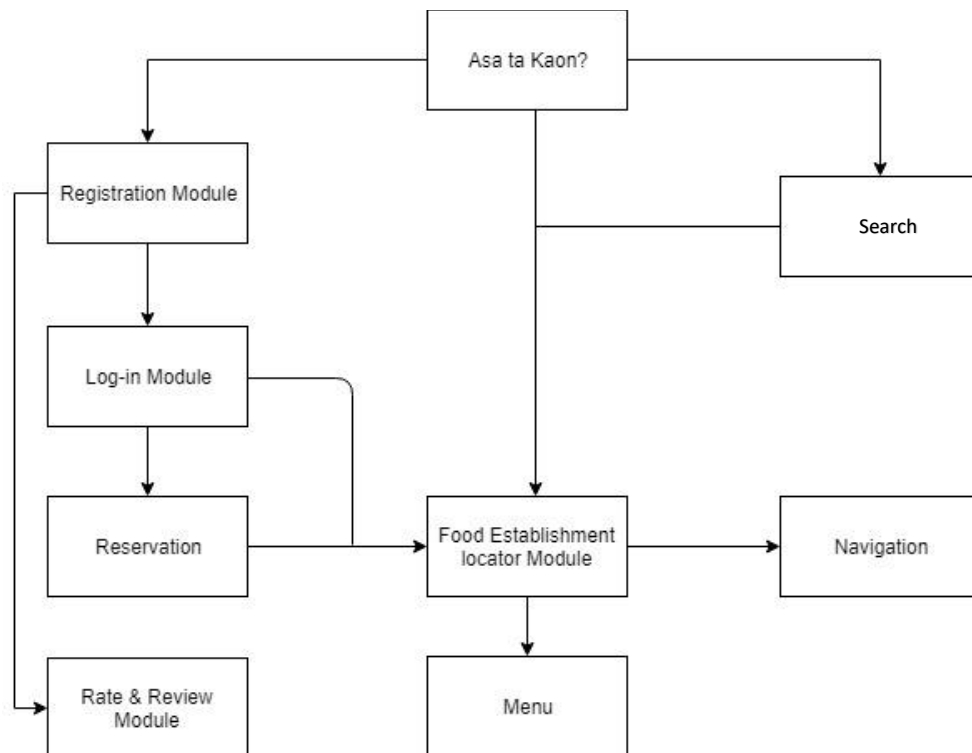 Asa ta Kaon?
Registration Module
Search
Log-in Module
Reservation
Food Establishment
locator Module
Navigation
Rate & Review
Module
Menu